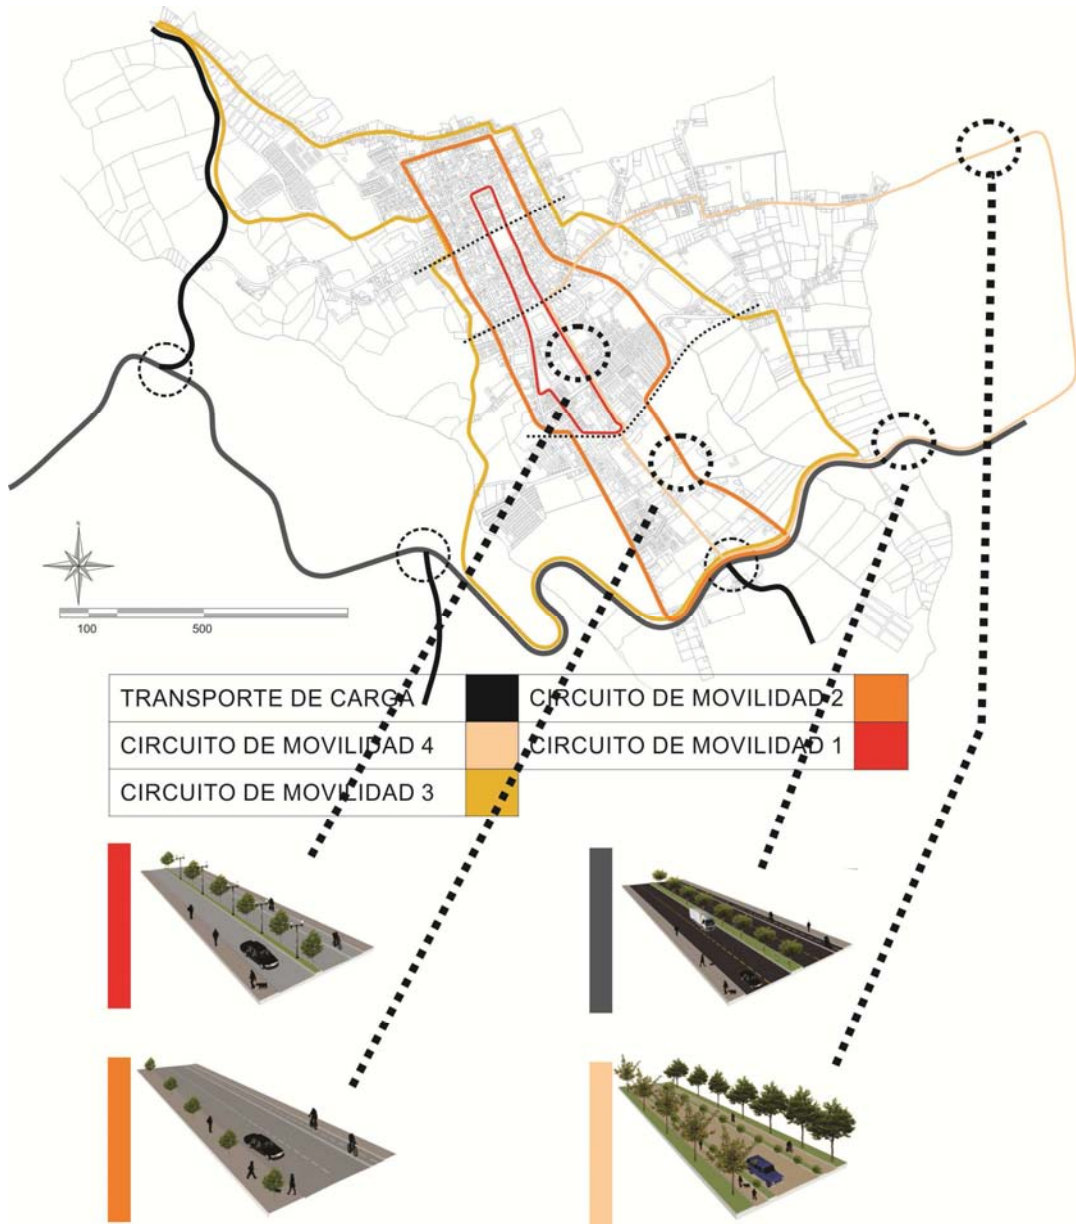 N
100 500
TRANSPORTE DE CARGA CIRCUITO DE MOVILIDAD 2
CIRCUITO DE MOVILIDAD 4 CIRCUITO DE MOVILIDAD 1
CIRCUITO DE MOVILIDAD 3